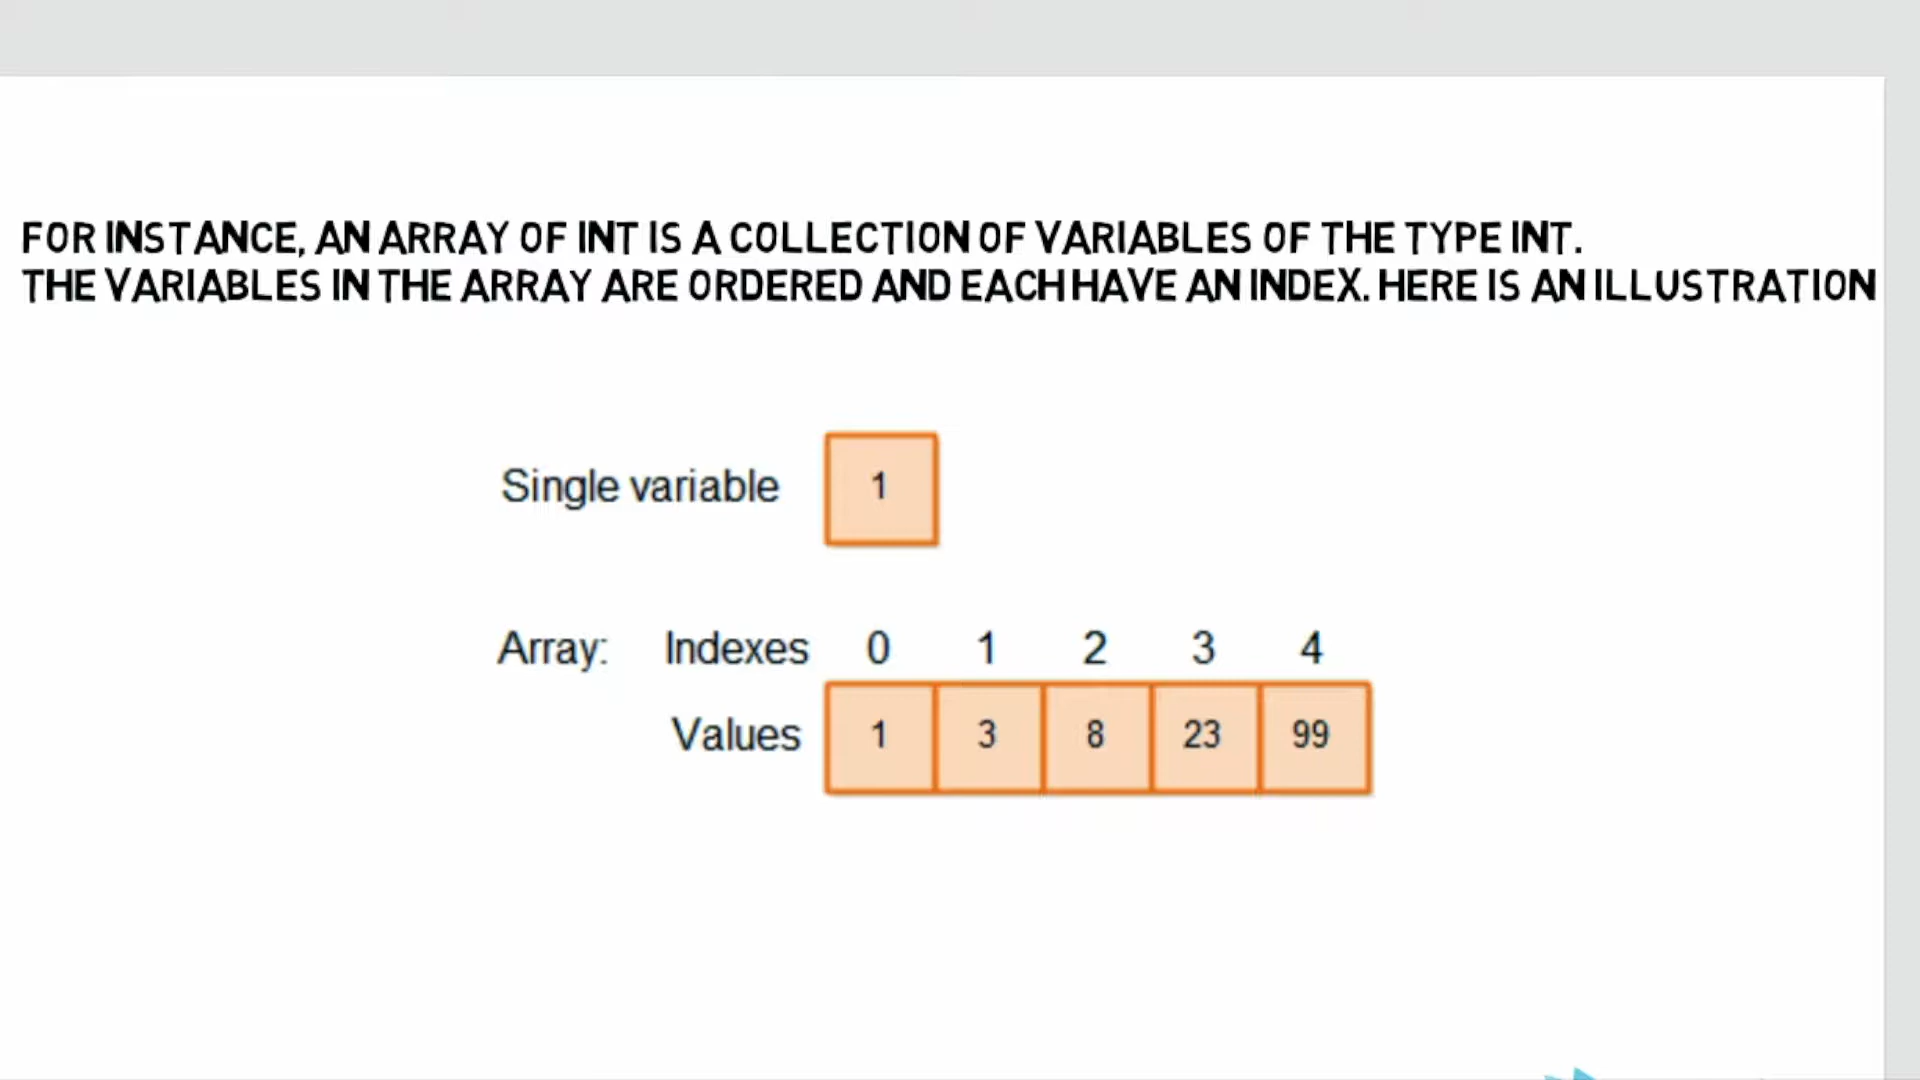 FOR INSTANCE, AN ARRAY OF INT IS A COLLECTION OF VARIABLES OF THE TYPE INT.
THE VARIABLES IN THE ARRAY ARE ORDERED AND EACH HAVE AN INDEX. HERE IS AN ILLUSTRATION
Single variable 1
Array: Indexes 0 1 2 3 4
Values 1 3 8 23 99